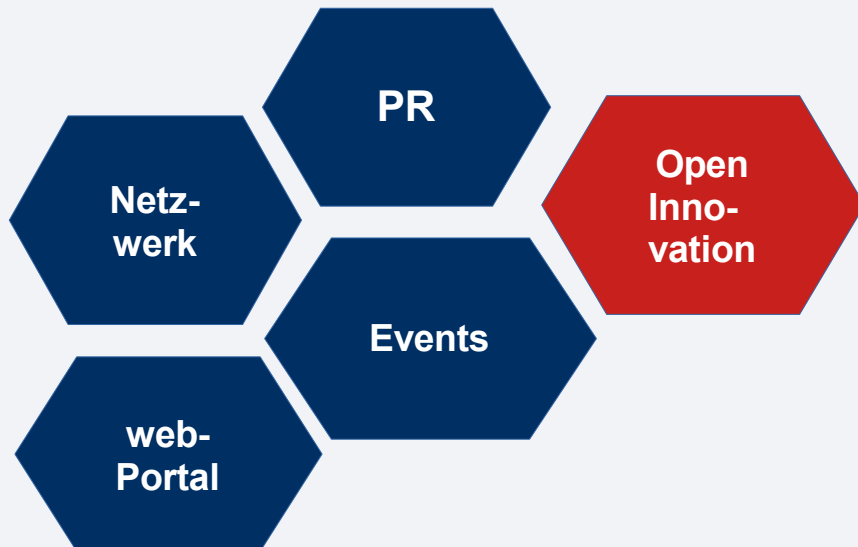 PR
Open
Inno-
vation
Netz-
werk
Events
web-
Portal